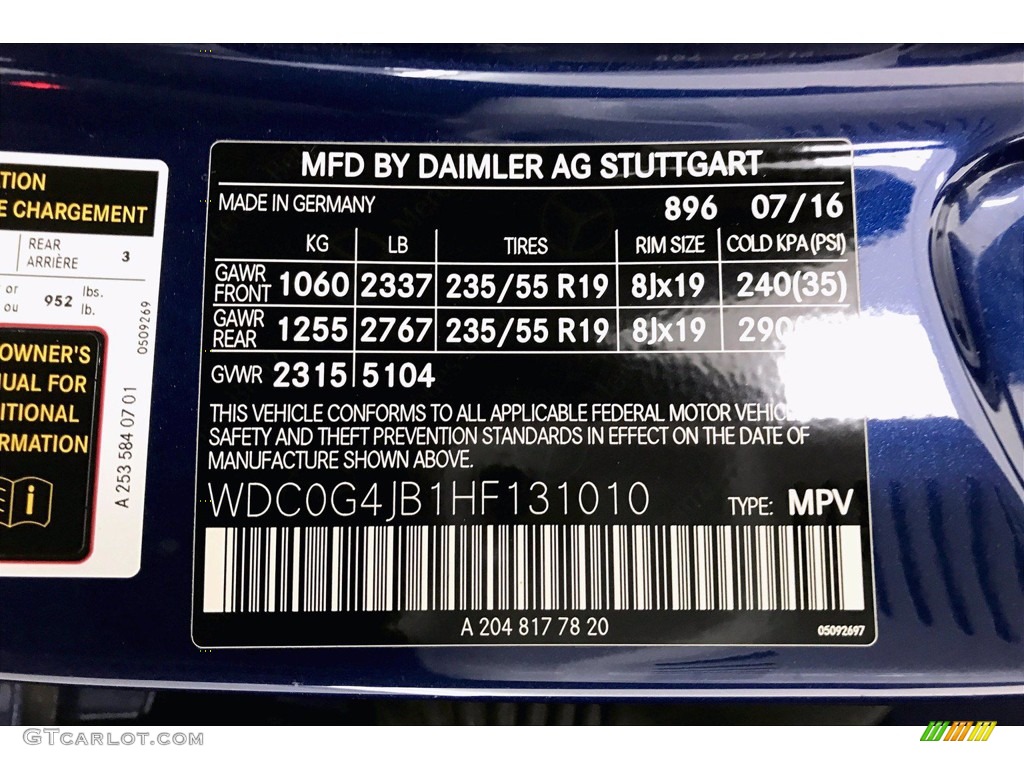 MFD BY DAIMLER AG STUTTGART
MADE IN GERMANY 896 07/16
KG LB TIRES RIM SIZE COLD KPA(PSI)
GAWR FRONT 1060 2337 235/55 R19 8Jx19 240(35)
GAWR REAR 1255 2767 235/55 R19 8Jx19
GVWR 2315 5104
THIS VEHICLE CONFORMS TO ALL APPLICABLE FEDERAL MOTOR
SAFETY AND THEFT PREVENTION STANDARDS IN EFFECT ON THE DATE OF
MANUFACTURE SHOWN ABOVE.
WDC0G4JB1HF131010 TYPE: MPV
A 204 817 78 20 05092697
CHARGEMENT
REAR
ARRIÈRE 3
or
ou 952 lbs.
lb.
0509269
OWNER'S
FOR
A 253 584 07 01
i
GTCARLOT.COM